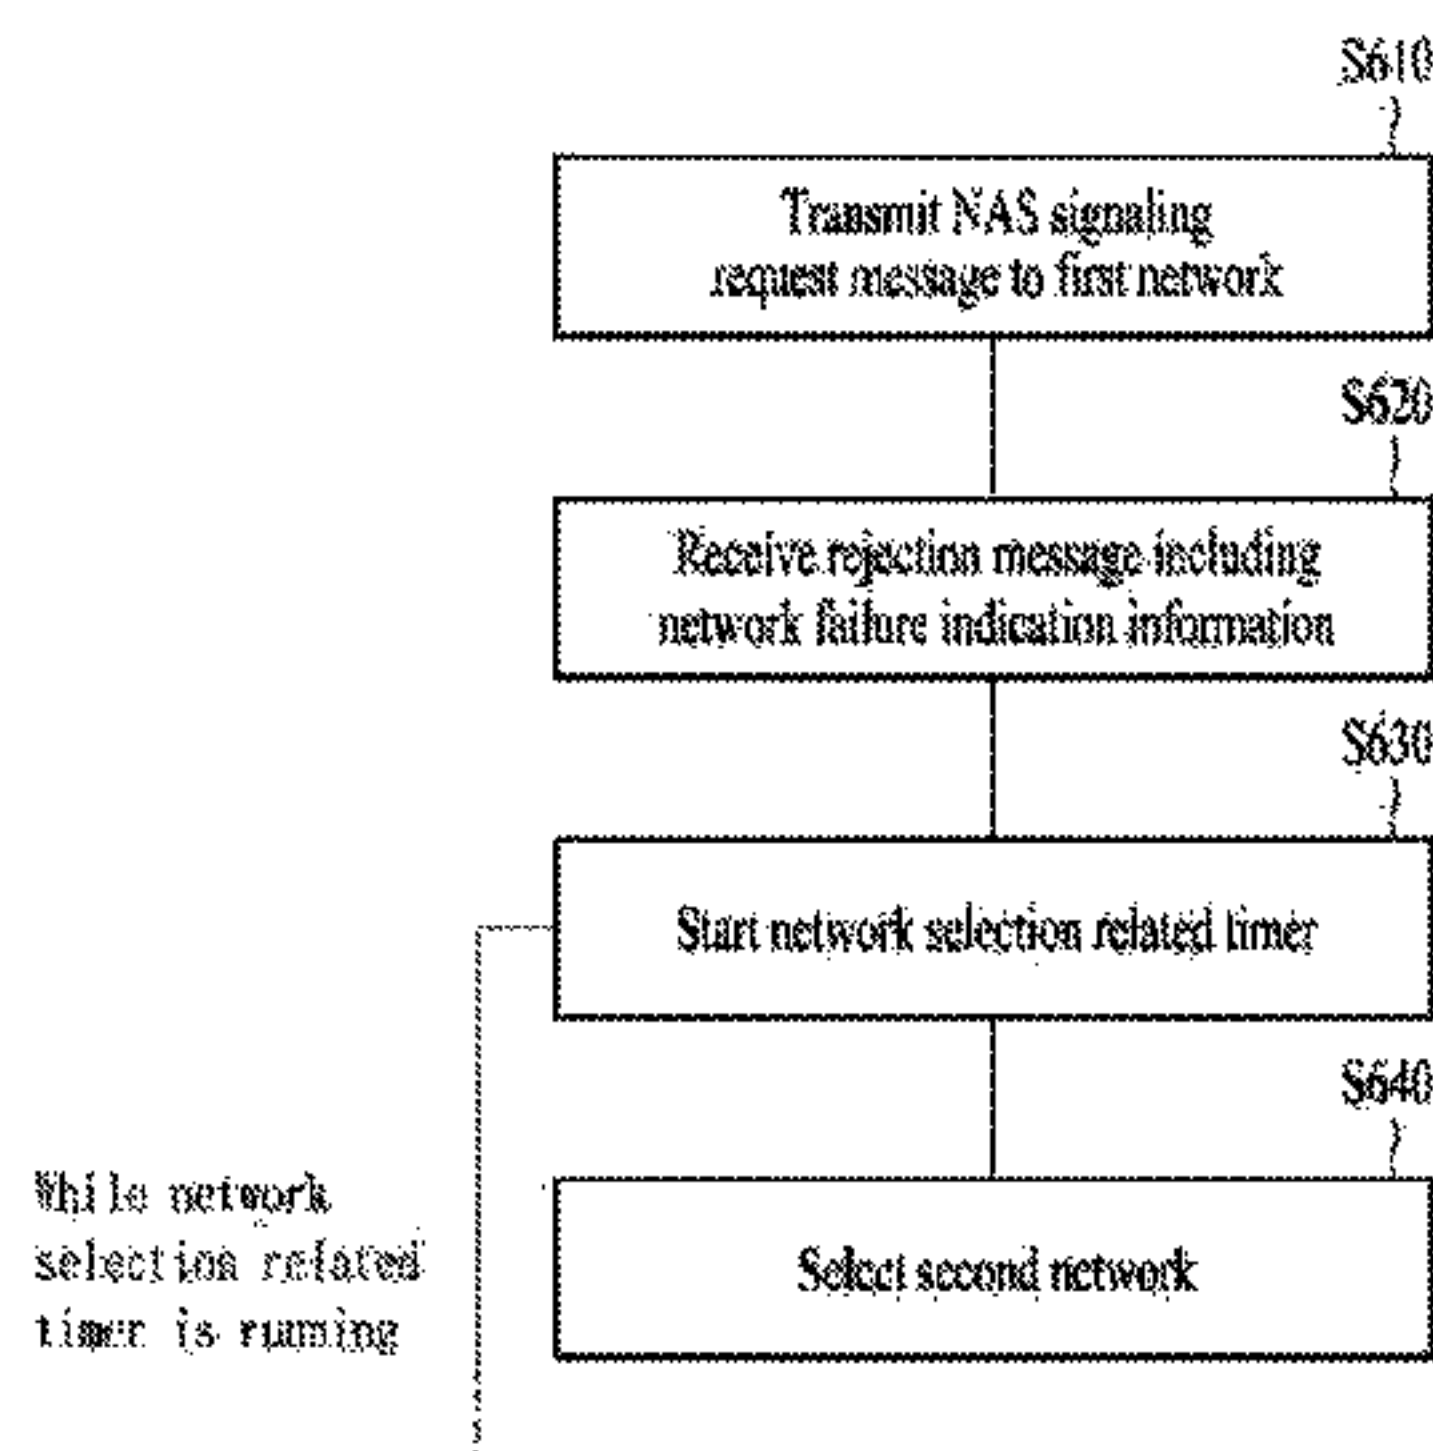 S610
Transmit NAS signaling
request message to first network
S620
Receive rejection message including
network failure indication information
S630
Start network selection related timer
S640
Select second network
While network
selection related
timer is running